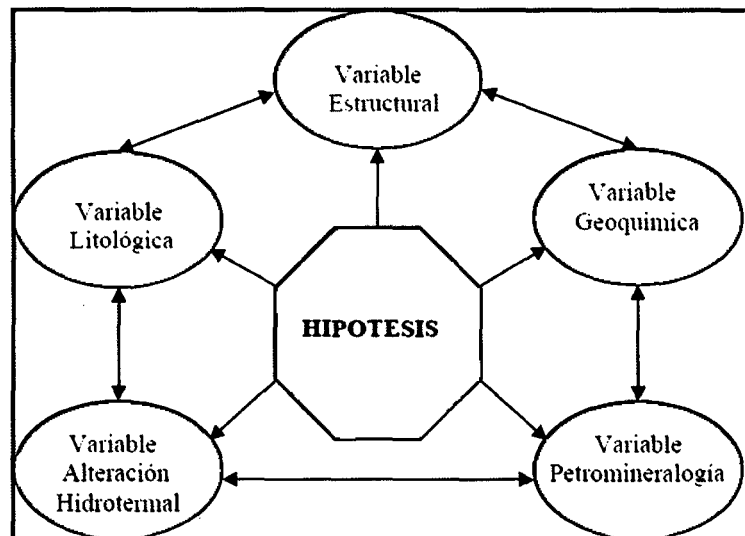 Variable
Estructural
Variable
Litológica
Variable
Geoquimica
HIPOTESIS
Variable
Alteración
Hidrotermal
Variable
Petromineralogía